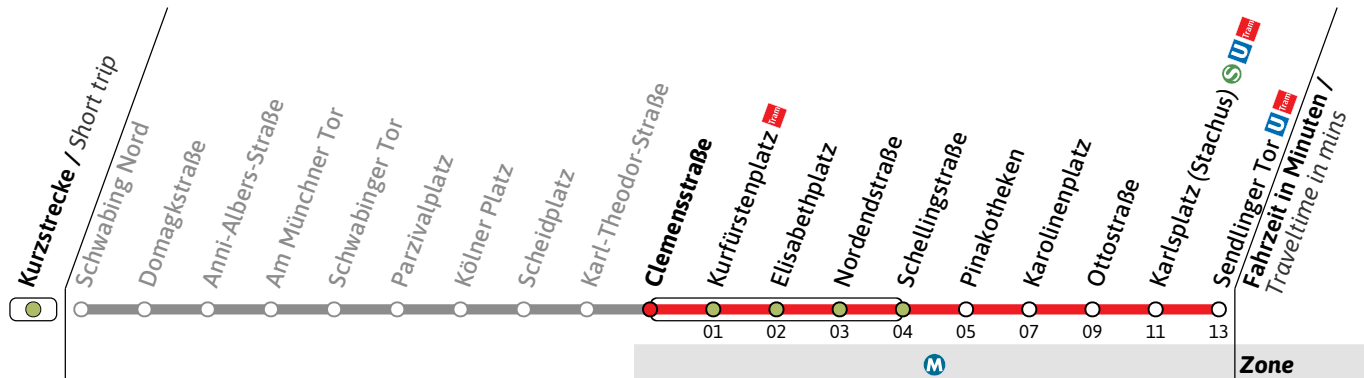 Kurzstrecke / Short trip
Schwabing Nord
Domagkstraße
Anni-Albers-Straße
Am Münchner Tor
Schwabinger Tor
Parzivalplatz
Kölner Platz
Scheidplatz
Karl-Theodor-Straße
Clemensstraße
Kurfürstenplatz Tram
Elisabethplatz
Nordendstraße
Schellingstraße
Pinakotheken
Karolinenplatz
Ottostraße
Karlsplatz (Stachus) S U Tram
Sendlinger Tor U Tram
Fahrzeit in Minuten /
Traveltime in mins
01 02 03 04 05 07 09 11 13
M Zone